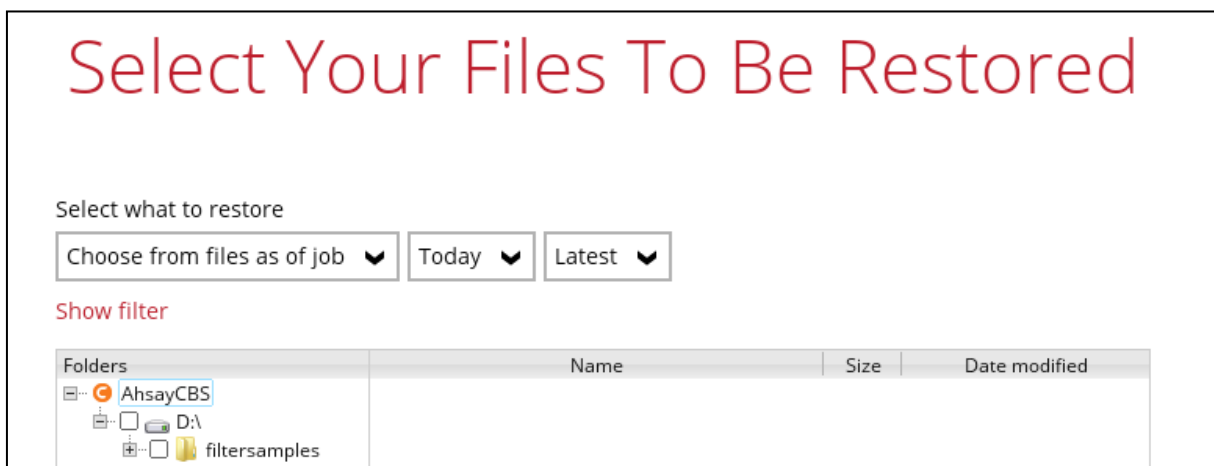 Select Your Files To Be Restored
Select what to restore
Choose from files as of job Today Latest
Show filter
Folders Name Size Date modified
AhsayCBS
D:\
filtersamples